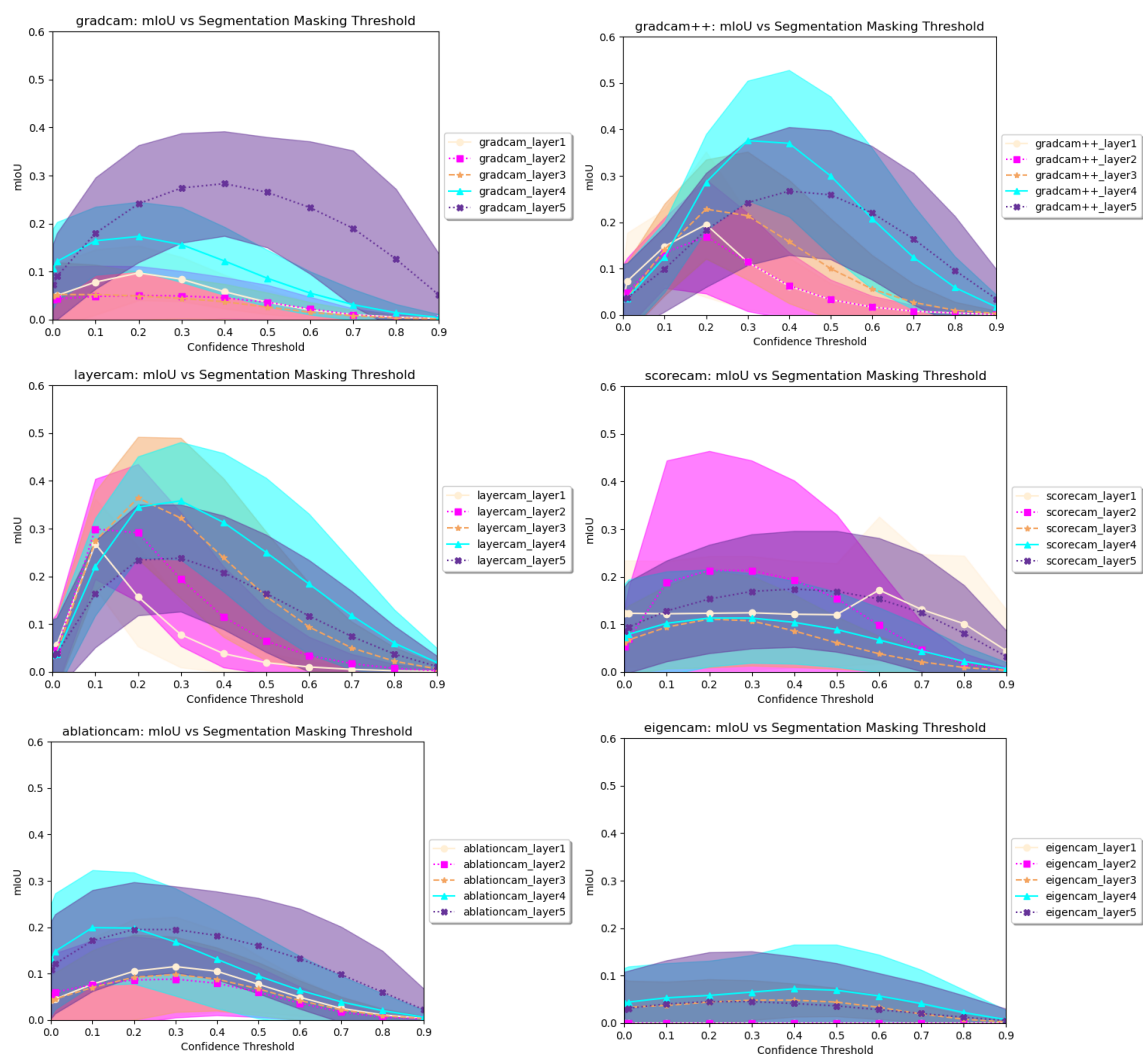 gradcam: mIoU vs Segmentation Masking Threshold
0.6
0.5
0.4
0.3
0.2
0.1
0.0
mIoU
0.0 0.1 0.2 0.3 0.4 0.5 0.6 0.7 0.8 0.9
Confidence Threshold
gradcam_layer1
gradcam_layer2
gradcam_layer3
gradcam_layer4
gradcam_layer5
gradcam++: mIoU vs Segmentation Masking Threshold
0.6
0.5
0.4
0.3
0.2
0.1
0.0
mIoU
0.0 0.1 0.2 0.3 0.4 0.5 0.6 0.7 0.8 0.9
Confidence Threshold
gradcam++_layer1
gradcam++_layer2
gradcam++_layer3
gradcam++_layer4
gradcam++_layer5
layercam: mIoU vs Segmentation Masking Threshold
0.6
0.5
0.4
0.3
0.2
0.1
0.0
mIoU
0.0 0.1 0.2 0.3 0.4 0.5 0.6 0.7 0.8 0.9
Confidence Threshold
layercam_layer1
layercam_layer2
layercam_layer3
layercam_layer4
layercam_layer5
scorecam: mIoU vs Segmentation Masking Threshold
0.6
0.5
0.4
0.3
0.2
0.1
0.0
mIoU
0.0 0.1 0.2 0.3 0.4 0.5 0.6 0.7 0.8 0.9
Confidence Threshold
scorecam_layer1
scorecam_layer2
scorecam_layer3
scorecam_layer4
scorecam_layer5
ablationcam: mIoU vs Segmentation Masking Threshold
0.6
0.5
0.4
0.3
0.2
0.1
0.0
mIoU
0.0 0.1 0.2 0.3 0.4 0.5 0.6 0.7 0.8 0.9
Confidence Threshold
ablationcam_layer1
ablationcam_layer2
ablationcam_layer3
ablationcam_layer4
ablationcam_layer5
eigencam: mIoU vs Segmentation Masking Threshold
0.6
0.5
0.4
0.3
0.2
0.1
0.0
mIoU
0.0 0.1 0.2 0.3 0.4 0.5 0.6 0.7 0.8 0.9
Confidence Threshold
eigencam_layer1
eigencam_layer2
eigencam_layer3
eigencam_layer4
eigencam_layer5